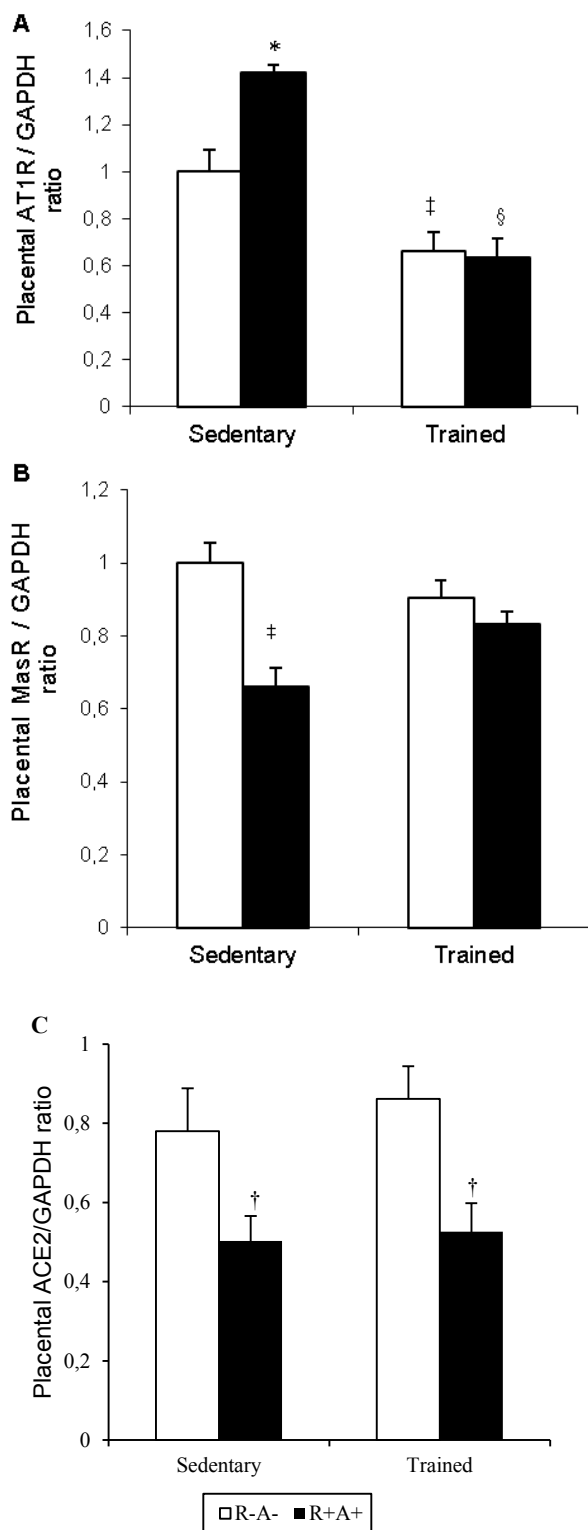 A
Placental AT1R / GAPDH
ratio
1,6
1,4
1,2
1
0,8
0,6
0,4
0,2
0
*
‡
§
Sedentary
Trained
B
Placental MasR / GAPDH
ratio
1,2
1
0,8
0,6
0,4
0,2
0
‡
Sedentary
Trained
C
Placental ACE2/GAPDH ratio
1
0,8
0,6
0,4
0,2
0
†
†
Sedentary
Trained
R-A- R+A+